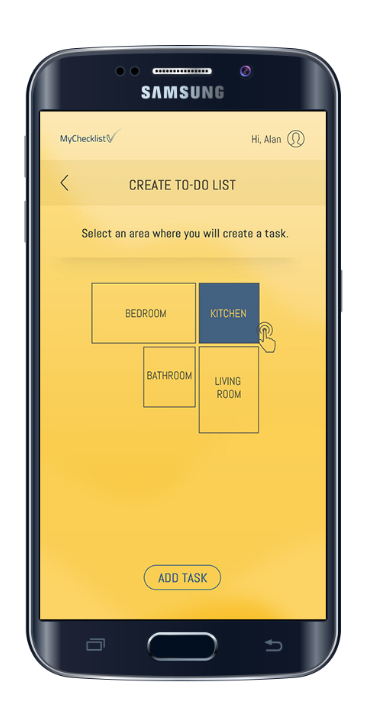 SAMSUNG
MyChecklist
Hi, Alan
CREATE TO-DO LIST
Select an area where you will create a task.
BEDROOM
KITCHEN
BATHROOM
LIVING
ROOM
ADD TASK